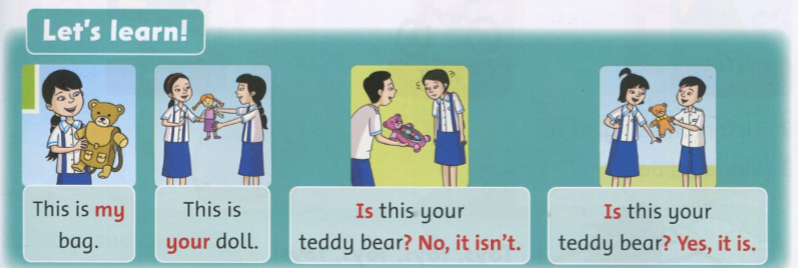 Let's learn!
This is my
bag.
This is
your doll.
Is this your
teddy bear? No, it isn't.
Is this your
teddy bear? Yes, it is.